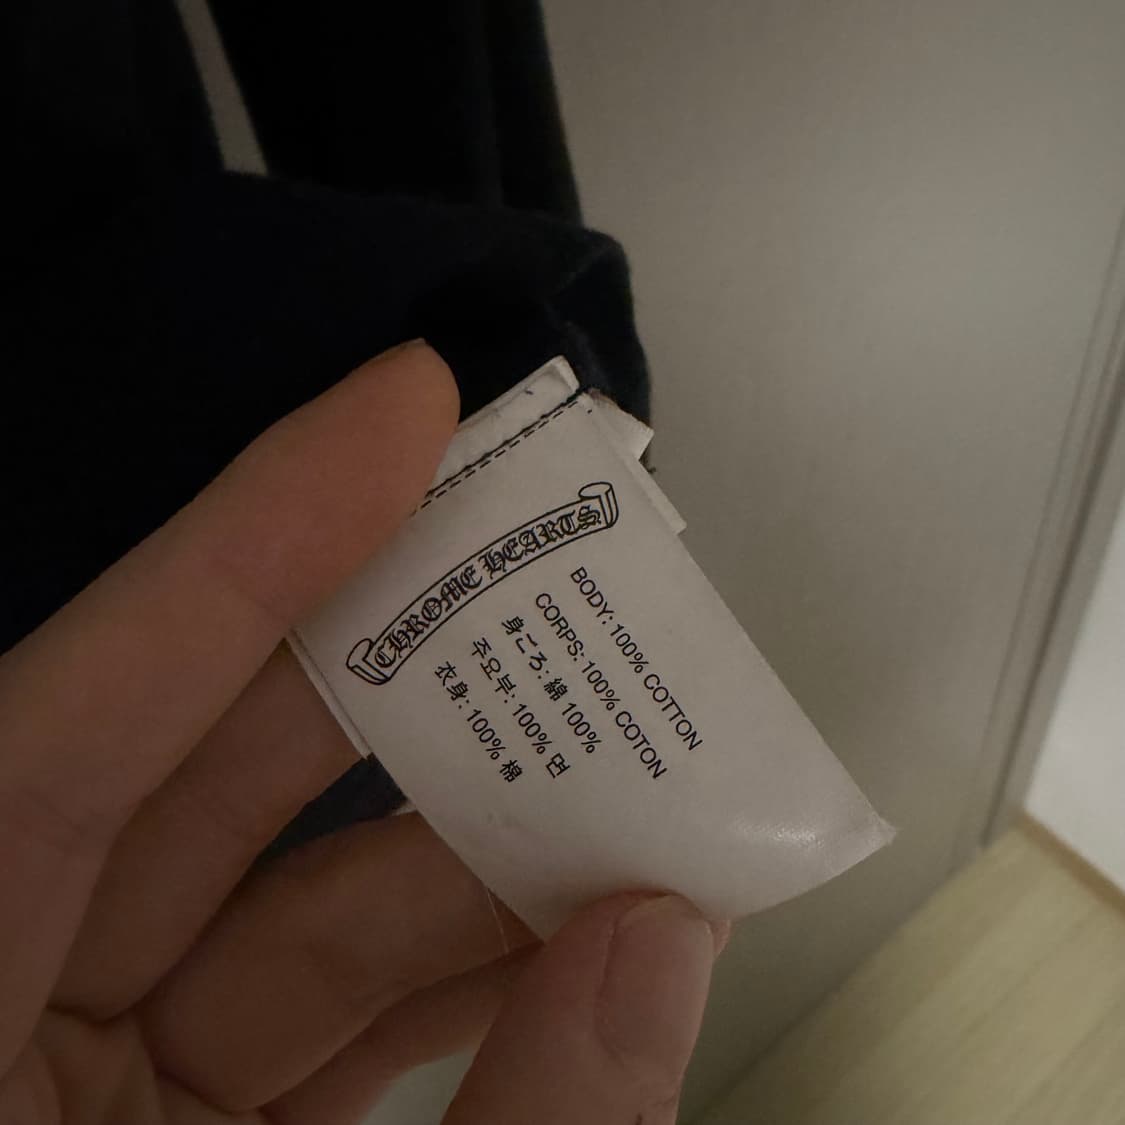 CHROME HEARTS
BODY: 100% COTTON
CORPS: 100% COTON
身ごろ: 綿 100%
주요부: 100% 면
衣身: 100% 棉